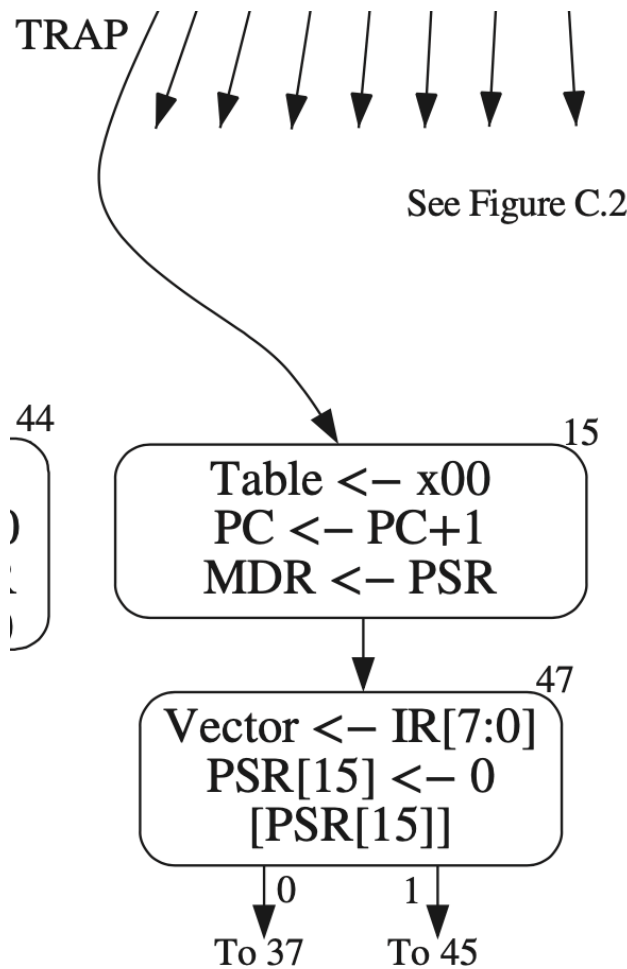 TRAP
See Figure C.2
44
15
Table <– x00
PC <– PC+1
MDR <– PSR
47
Vector <– IR[7:0]
PSR[15] <– 0
[PSR[15]]
0 1
To 37 To 45